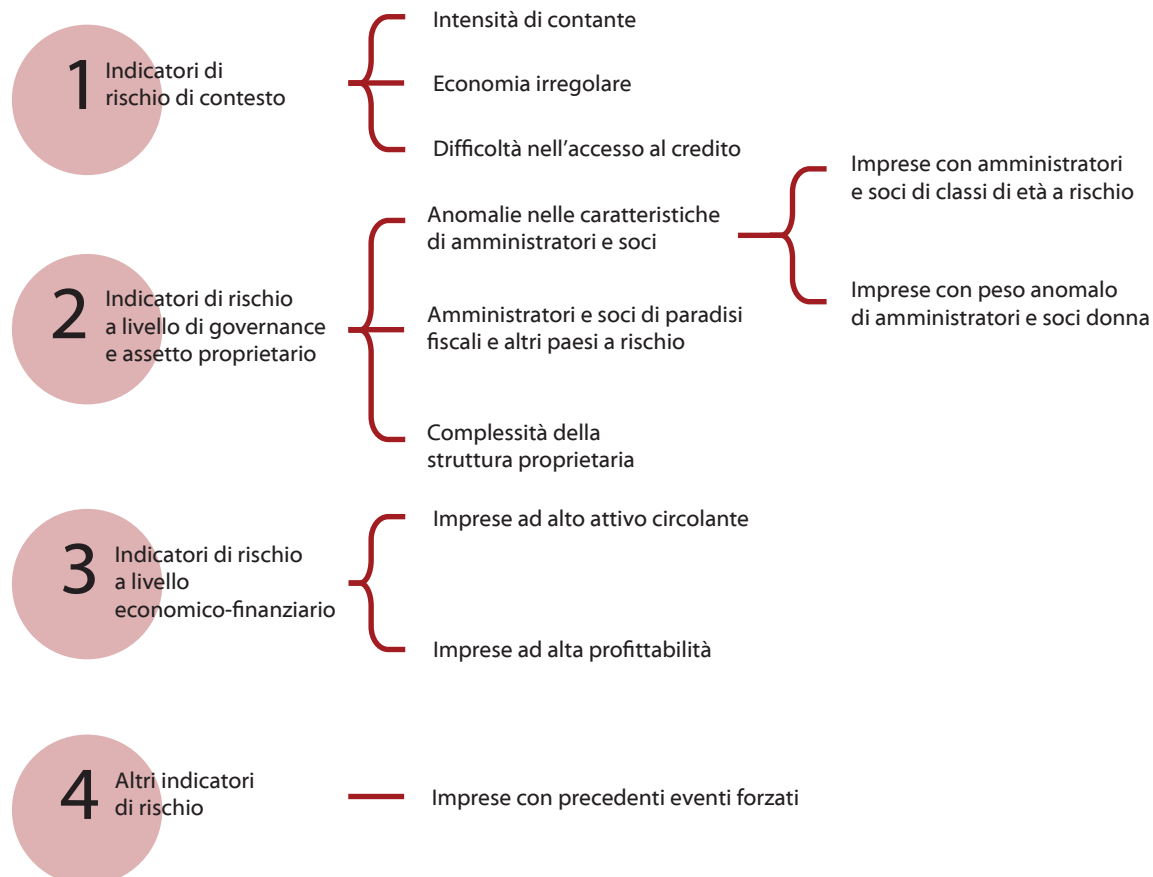 1
Indicatori di
rischio di contesto
Intensità di contante
Economia irregolare
Difficoltà nell'accesso al credito
2
Indicatori di rischio
a livello di governance
e assetto proprietario
Anomalie nelle caratteristiche
di amministratori e soci
Imprese con amministratori
e soci di classi di età a rischio
Imprese con peso anomalo
di amministratori e soci donna
Amministratori e soci di paradisi
fiscali e altri paesi a rischio
Complessità della
struttura proprietaria
3
Indicatori di rischio
a livello
economico-finanziario
Imprese ad alto attivo circolante
Imprese ad alta profittabilità
4
Altri indicatori
di rischio
Imprese con precedenti eventi forzati